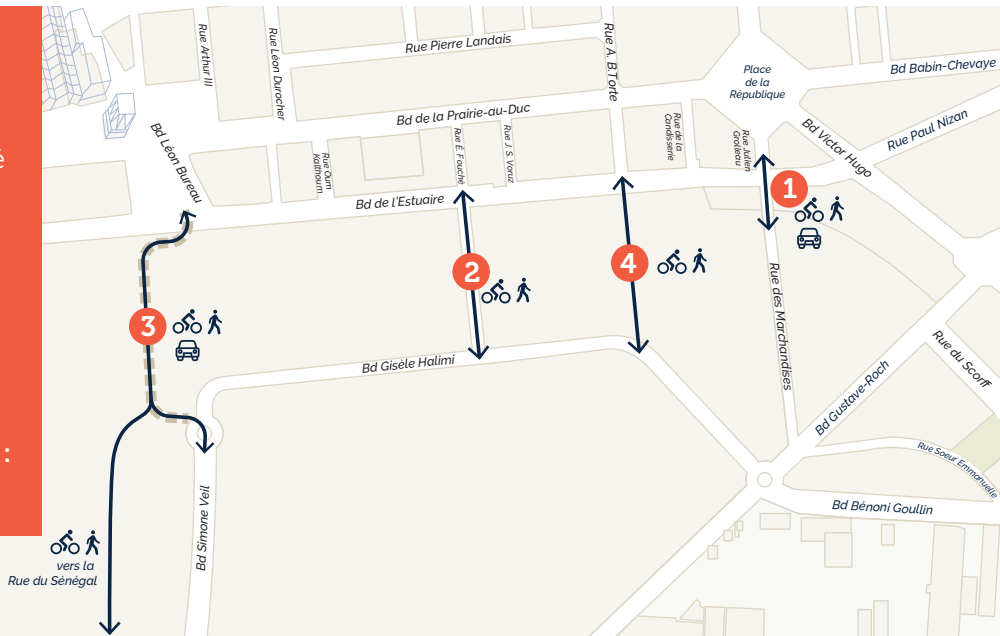 Rue Arthur III
Rue Léon Durocher
Rue Pierre Landais
Rue A. B.Torte
Place
de la
République
Bd Babin-Chevaye
Bd de la Prairie-au-Duc
Rue Paul Nizan
Bd Victor Hugo
Bd Léon Bureau
Rue Oum
Kalthoum
Rue E. Fouche
Rue J. S. Voruz
Rue de la
Candisserie
Rue Julien
Grolleau
Bd de l'Estuaire
1
2
4
3
Rue des Marchandises
Bd Gisèle Halimi
Rue du Scorff
Bd Gustave-Roch
:
Rue Soeur Emmanuelle
Bd Bénoni Goullin
Bd Simone Vail
vers la
Rue du Sénégal